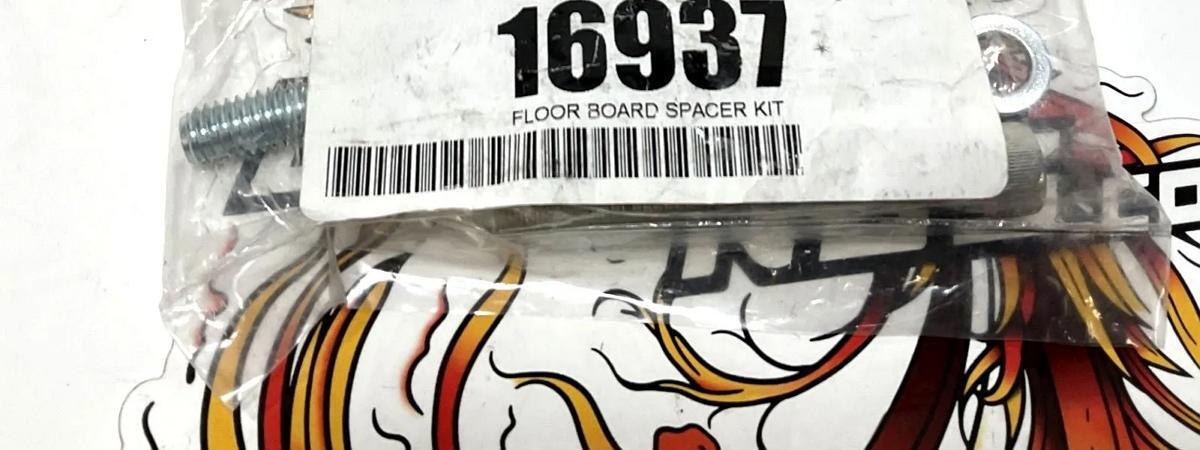 16937
FLOOR BOARD SPACER KIT